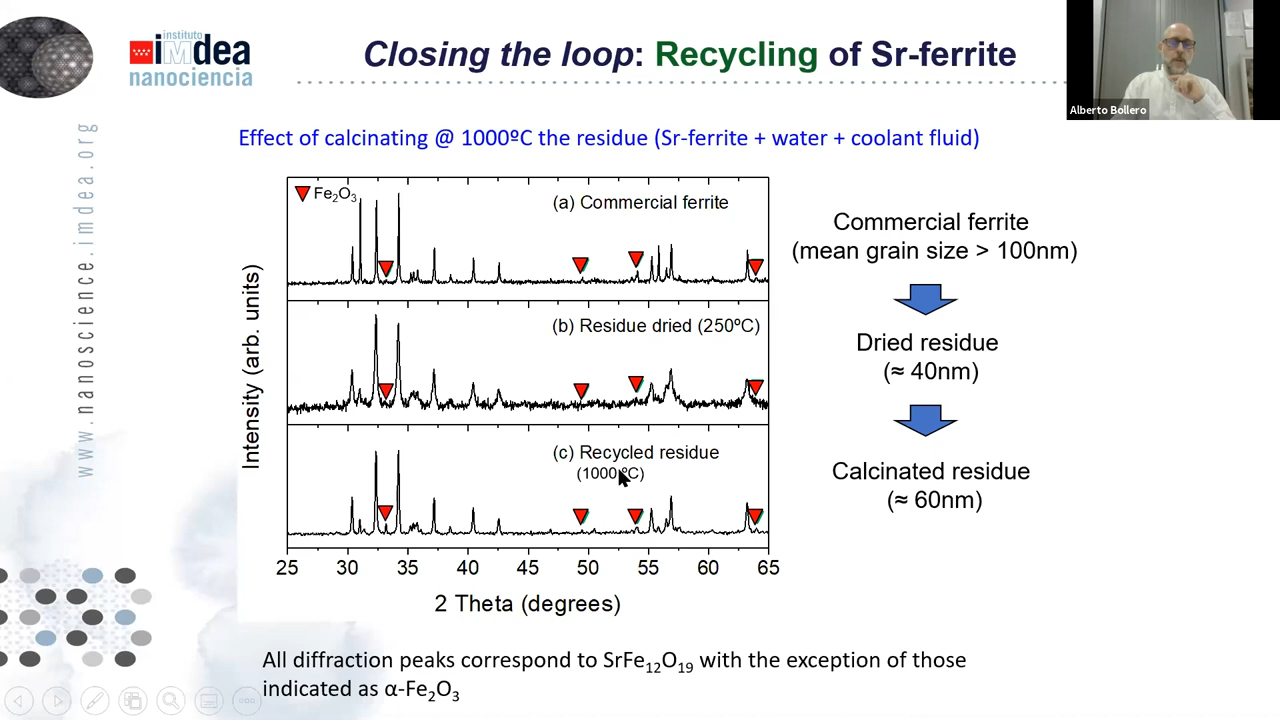 instituto
imdea
nanociencia
Closing the loop: Recycling of Sr-ferrite
Alberto Bollero
www.nanoscience.imdea.org
Effect of calcinating @ 1000ºC the residue (Sr-ferrite + water + coolant fluid)
Fe₂O₃
(a) Commercial ferrite
(b) Residue dried (250ºC)
(c) Recycled residue
(1000ºC)
Intensity (arb. units)
25 30 35 40 45 50 55 60 65
2 Theta (degrees)
Commercial ferrite
(mean grain size > 100nm)
Dried residue
(≈ 40nm)
Calcinated residue
(≈ 60nm)
All diffraction peaks correspond to SrFe₁₂O₁₉ with the exception of those
indicated as α-Fe₂O₃